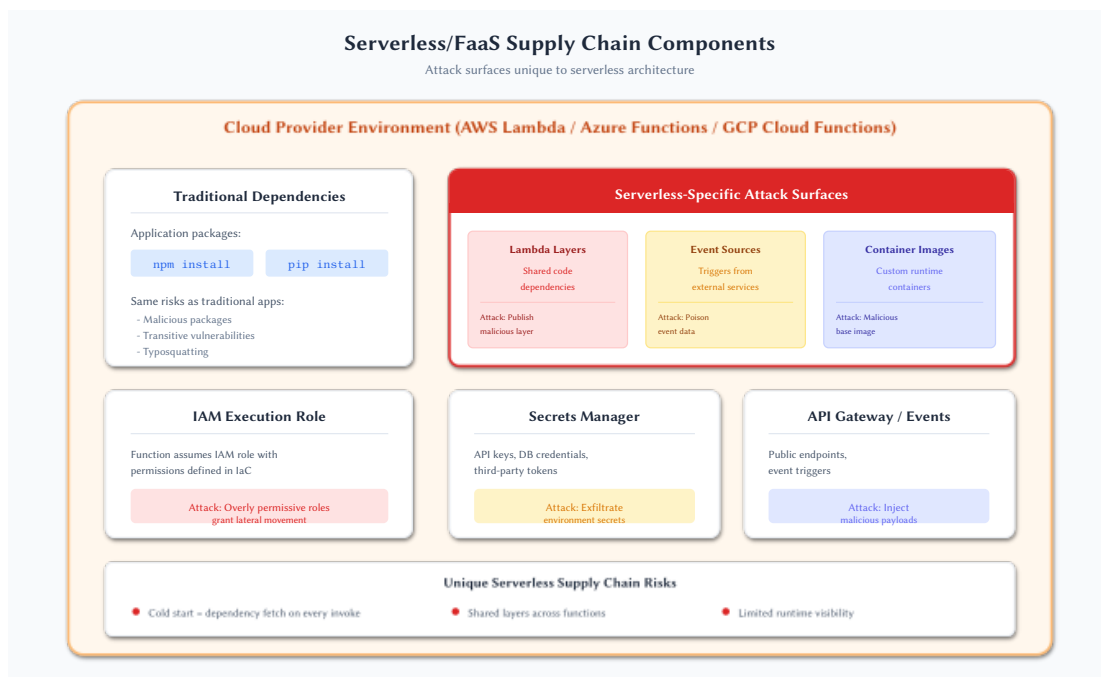 Serverless/FaaS Supply Chain Components
Attack surfaces unique to serverless architecture
Cloud Provider Environment (AWS Lambda / Azure Functions / GCP Cloud Functions)
Traditional Dependencies
Application packages:
npm install
pip install
Same risks as traditional apps:
- Malicious packages
- Transitive vulnerabilities
- Typosquatting
Serverless-Specific Attack Surfaces
Lambda Layers
Shared code
dependencies
Attack: Publish
malicious layer
Event Sources
Triggers from
external services
Attack: Poison
event data
Container Images
Custom runtime
containers
Attack: Malicious
base image
IAM Execution Role
Function assumes IAM role with
permissions defined in IaC
Attack: Overly permissive roles
grant lateral movement
Secrets Manager
API keys, DB credentials,
third-party tokens
Attack: Exfiltrate
environment secrets
API Gateway / Events
Public endpoints,
event triggers
Attack: Inject
malicious payloads
Unique Serverless Supply Chain Risks
Cold start = dependency fetch on every invoke
Shared layers across functions
Limited runtime visibility